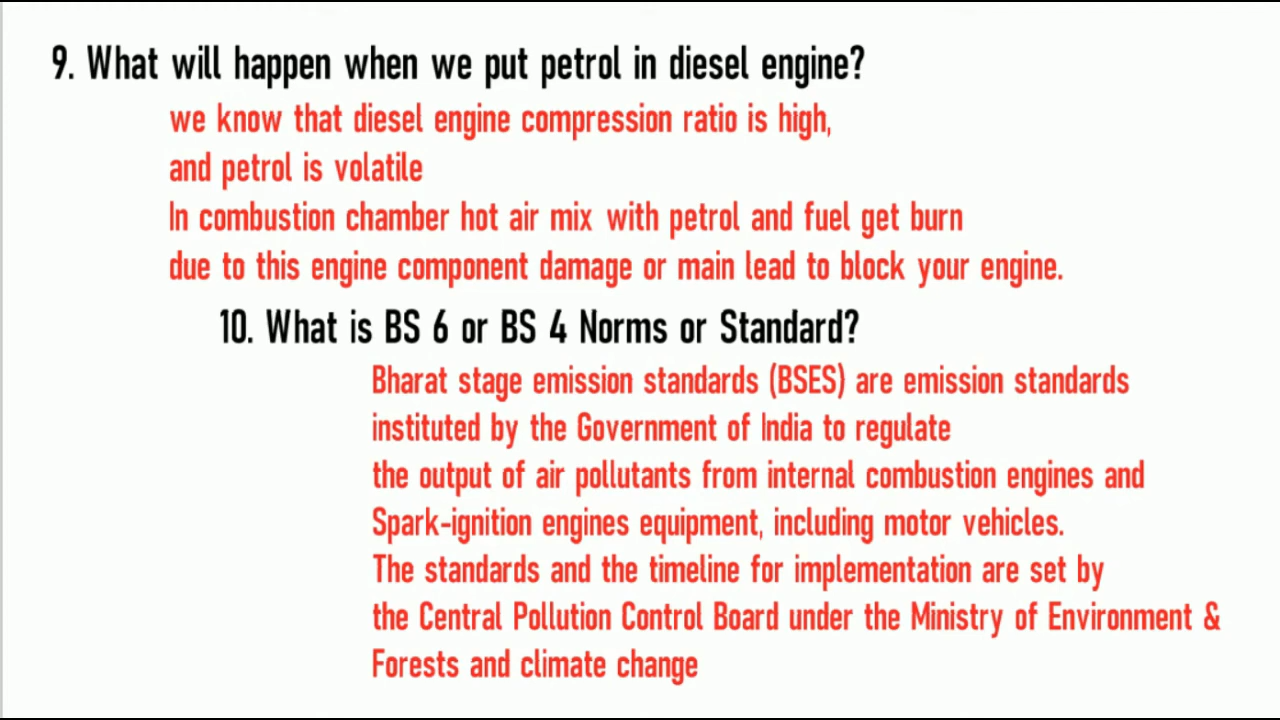 9. What will happen when we put petrol in diesel engine?
we know that diesel engine compression ratio is high,
and petrol is volatile
In combustion chamber hot air mix with petrol and fuel get burn
due to this engine component damage or main lead to block your engine.
10. What is BS 6 or BS 4 Norms or Standard?
Bharat stage emission standards (BSES) are emission standards
instituted by the Government of India to regulate
the output of air pollutants from internal combustion engines and
Spark-ignition engines equipment, including motor vehicles.
The standards and the timeline for implementation are set by
the Central Pollution Control Board under the Ministry of Environment &
Forests and climate change